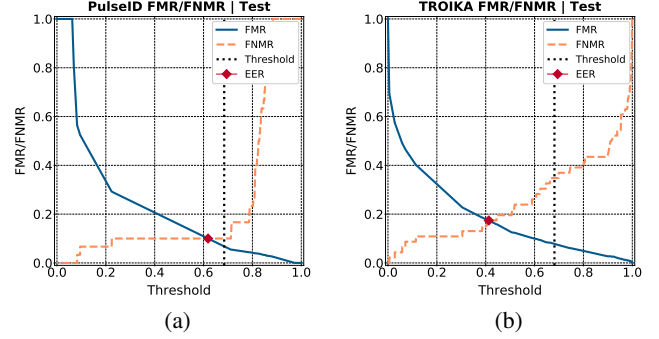 PulseID FMR/FNMR | Test
1.0
0.8
0.6
0.4
0.2
0.0
FMR/FNMR
FMR
FNMR
Threshold
EER
0.0 0.2 0.4 0.6 0.8 1.0
Threshold
(a)
TROIKA FMR/FNMR | Test
1.0
0.8
0.6
0.4
0.2
0.0
FMR/FNMR
FMR
FNMR
Threshold
EER
0.0 0.2 0.4 0.6 0.8 1.0
Threshold
(b)